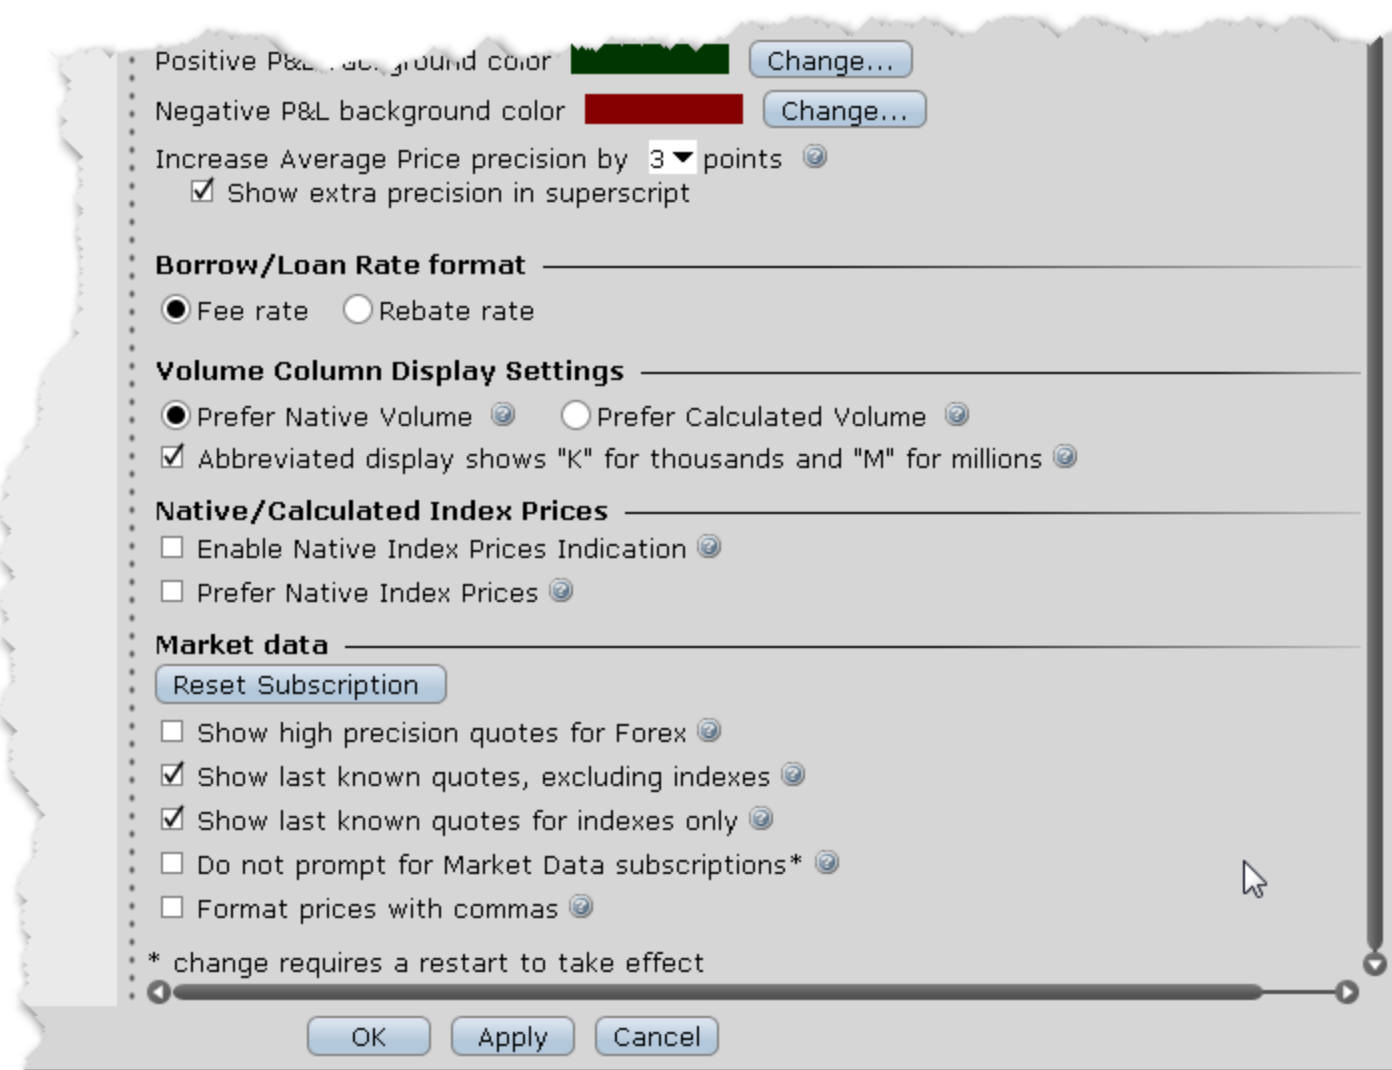 Positive P&L background color Change...
Negative P&L background color Change...
Increase Average Price precision by 3 points
Show extra precision in superscript
Borrow/Loan Rate format
Fee rate Rebate rate
Volume Column Display Settings
Prefer Native Volume Prefer Calculated Volume
Abbreviated display shows "K" for thousands and "M" for millions
Native/Calculated Index Prices
Enable Native Index Prices Indication
Prefer Native Index Prices
Market data
Reset Subscription
Show high precision quotes for Forex
Show last known quotes, excluding indexes
Show last known quotes for indexes only
Do not prompt for Market Data subscriptions*
Format prices with commas
* change requires a restart to take effect
OK Apply Cancel